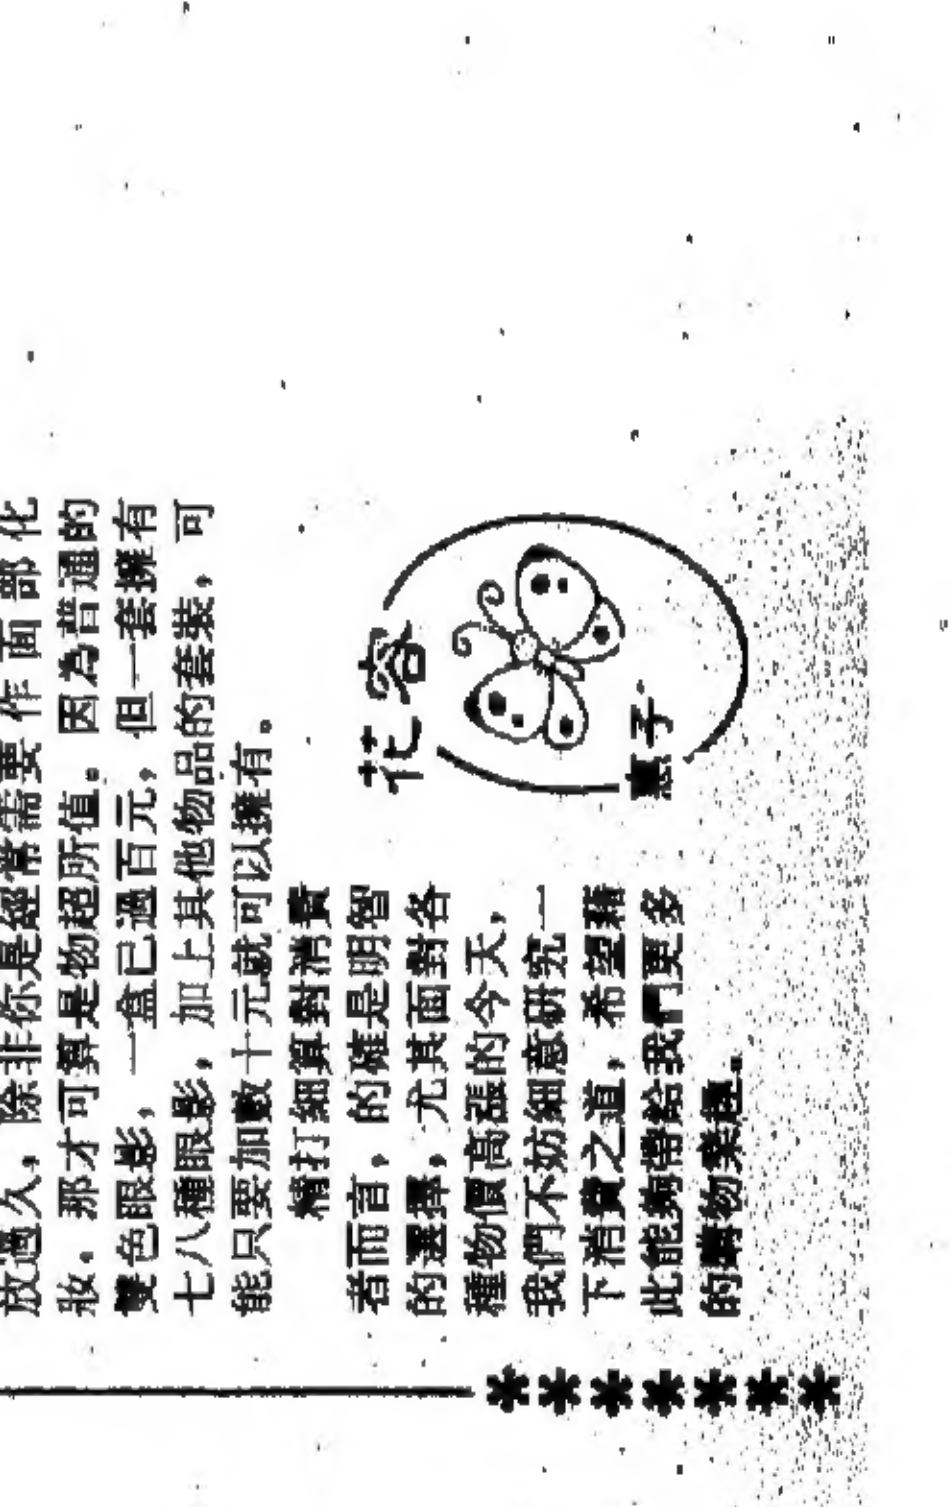 放過久，除非你是經常需要作面部化
妝。那才可算是物超所值。因為普通的
雙色眼影，一盒已過百元，但一套擁有
七八種眼影，加上其他物品的套裝，可
能只要加數十元就可以擁有。
精打細算對消費
者而言，的確是明智
的選擇，尤其面對各
種物價高漲的今天，
我們不妨細意研究一
下消費之道，希望藉
此能夠帶給我們更多
的購物樂趣。
花容
惠子
*******